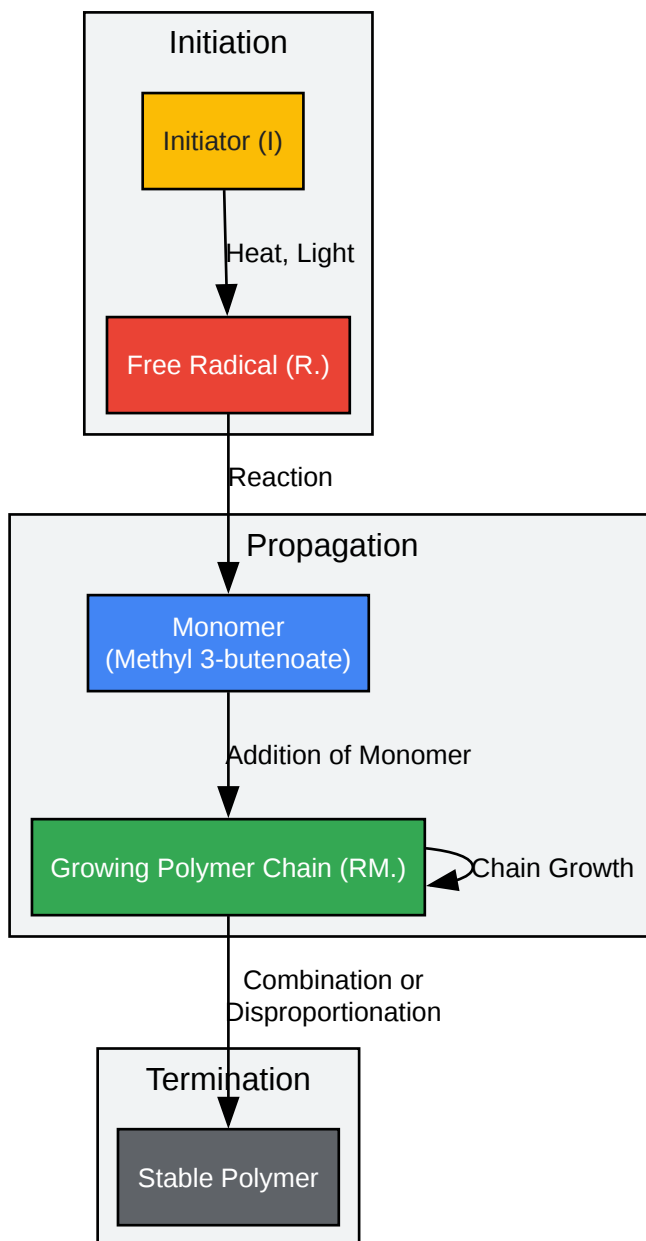 Initiation
Initiator (I)
Heat, Light
Free Radical (R.)
Reaction
Propagation
Monomer
(Methyl 3-butenoate)
Addition of Monomer
Growing Polymer Chain (RM.)
Chain Growth
Combination or
Disproportionation
Termination
Stable Polymer